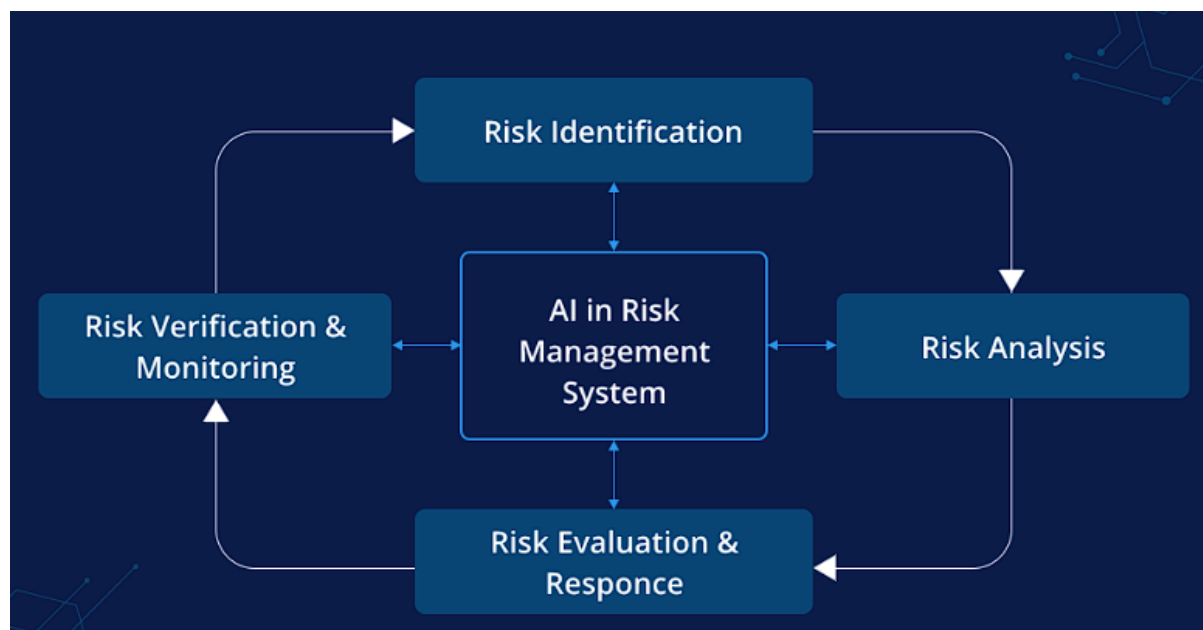 Risk Identification
AI in Risk
Management
System
Risk Verification &
Monitoring
Risk Analysis
Risk Evaluation &
Responce